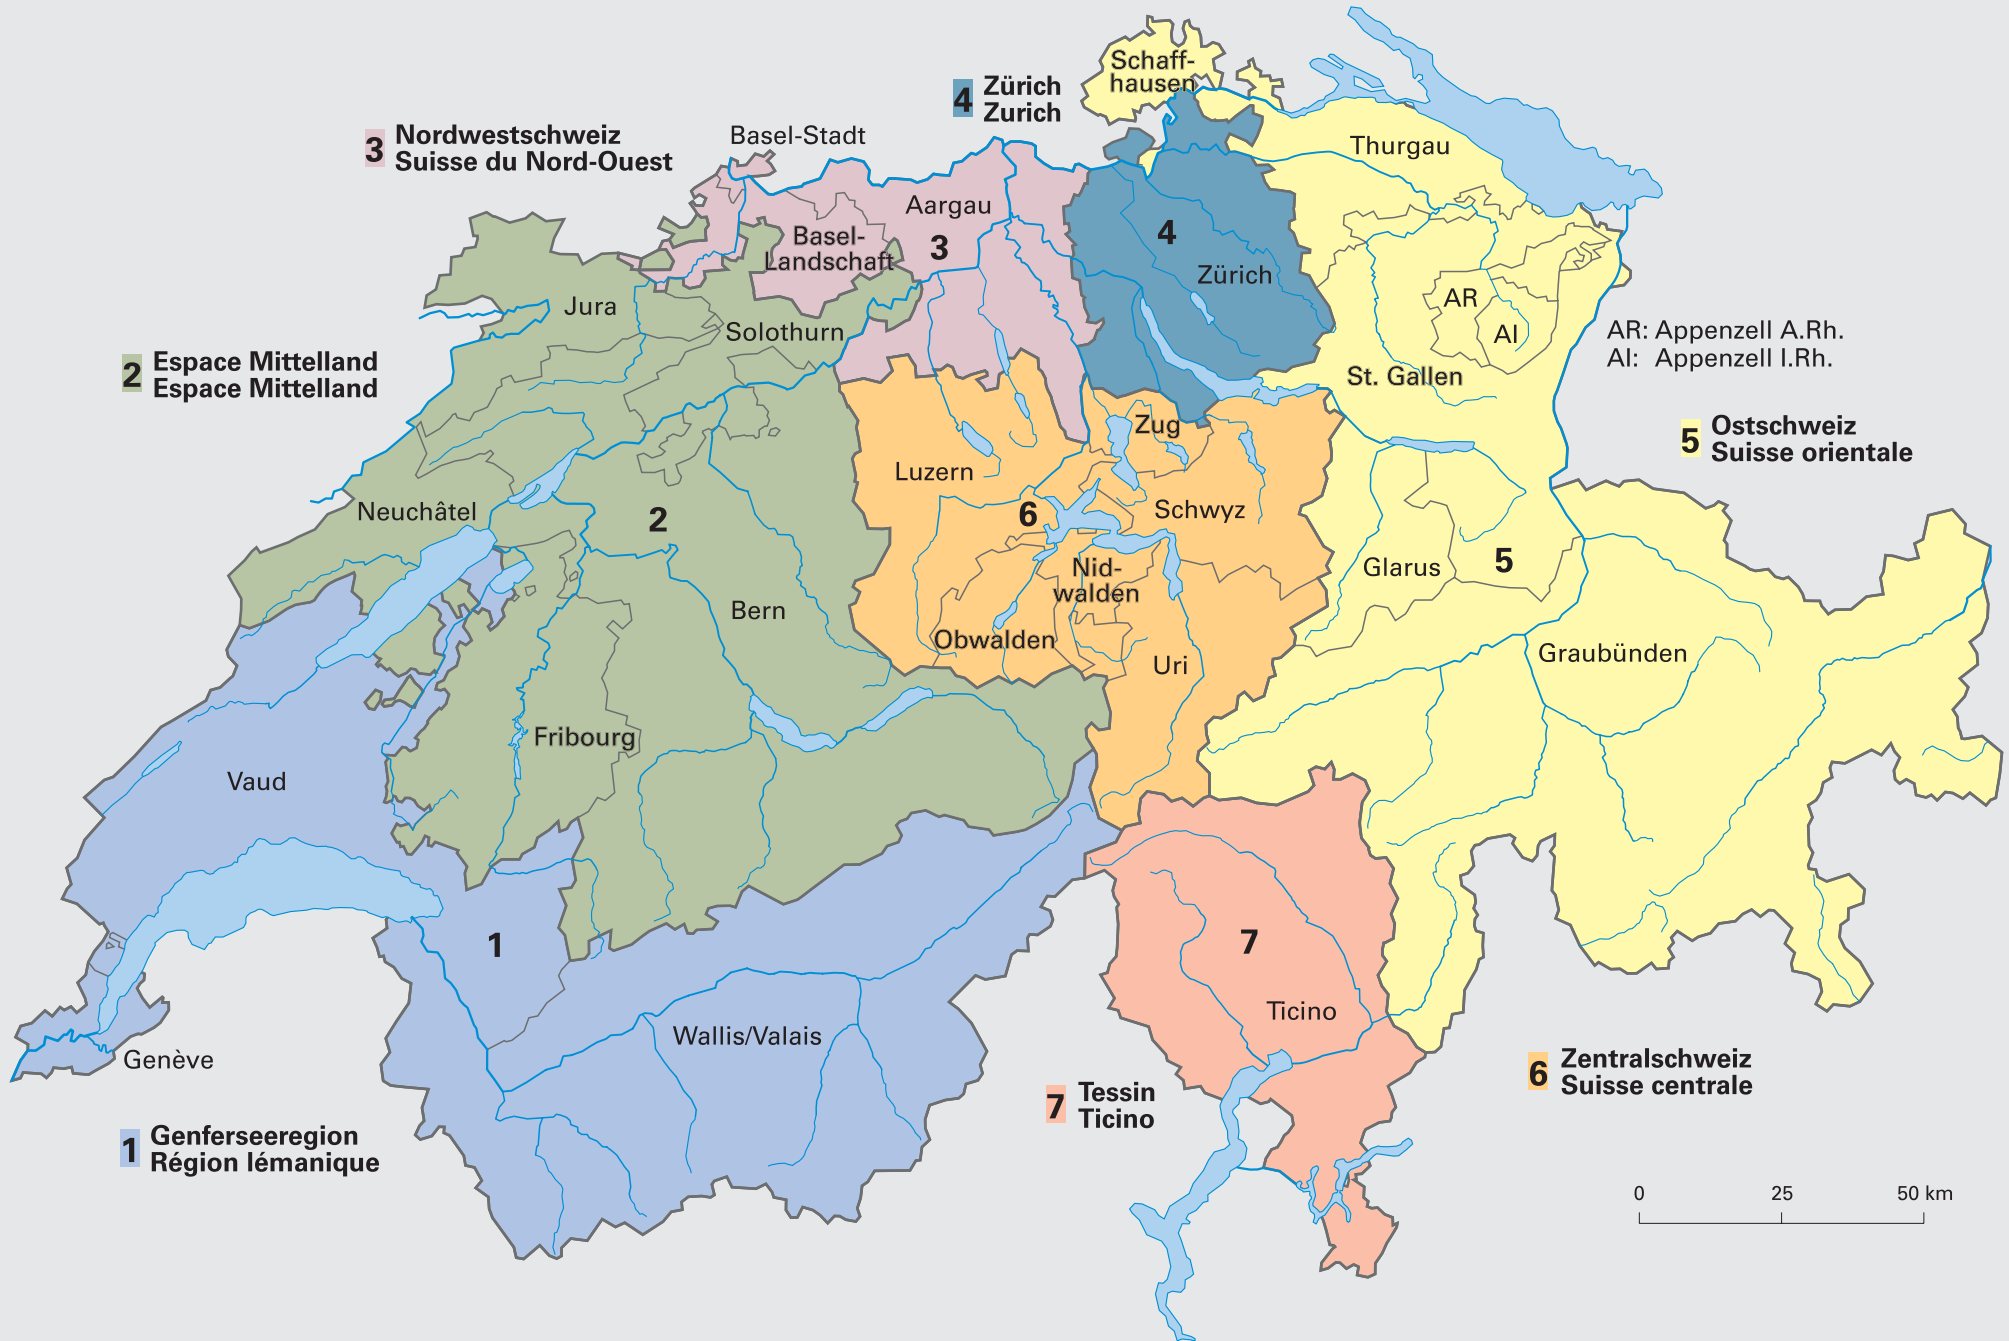 Schaff-
hausen
4 Zürich
Zurich
3 Nordwestschweiz
Suisse du Nord-Ouest
Basel-Stadt
Thurgau
Aargau
Basel-
Landschaft
3
4
Zürich
Jura
Solothurn
AR
AI
AR: Appenzell A.Rh.
AI: Appenzell I.Rh.
2 Espace Mittelland
Espace Mittelland
St. Gallen
Zug
5 Ostschweiz
Suisse orientale
Luzern
Neuchâtel
2
6
Schwyz
Glarus
5
Nid-
walden
Bern
Obwalden
Uri
Graubünden
Fribourg
Vaud
1
7
Ticino
Wallis/Valais
Genève
6 Zentralschweiz
Suisse centrale
7 Tessin
Ticino
1 Genferseeregion
Région lémanique
0 25 50 km